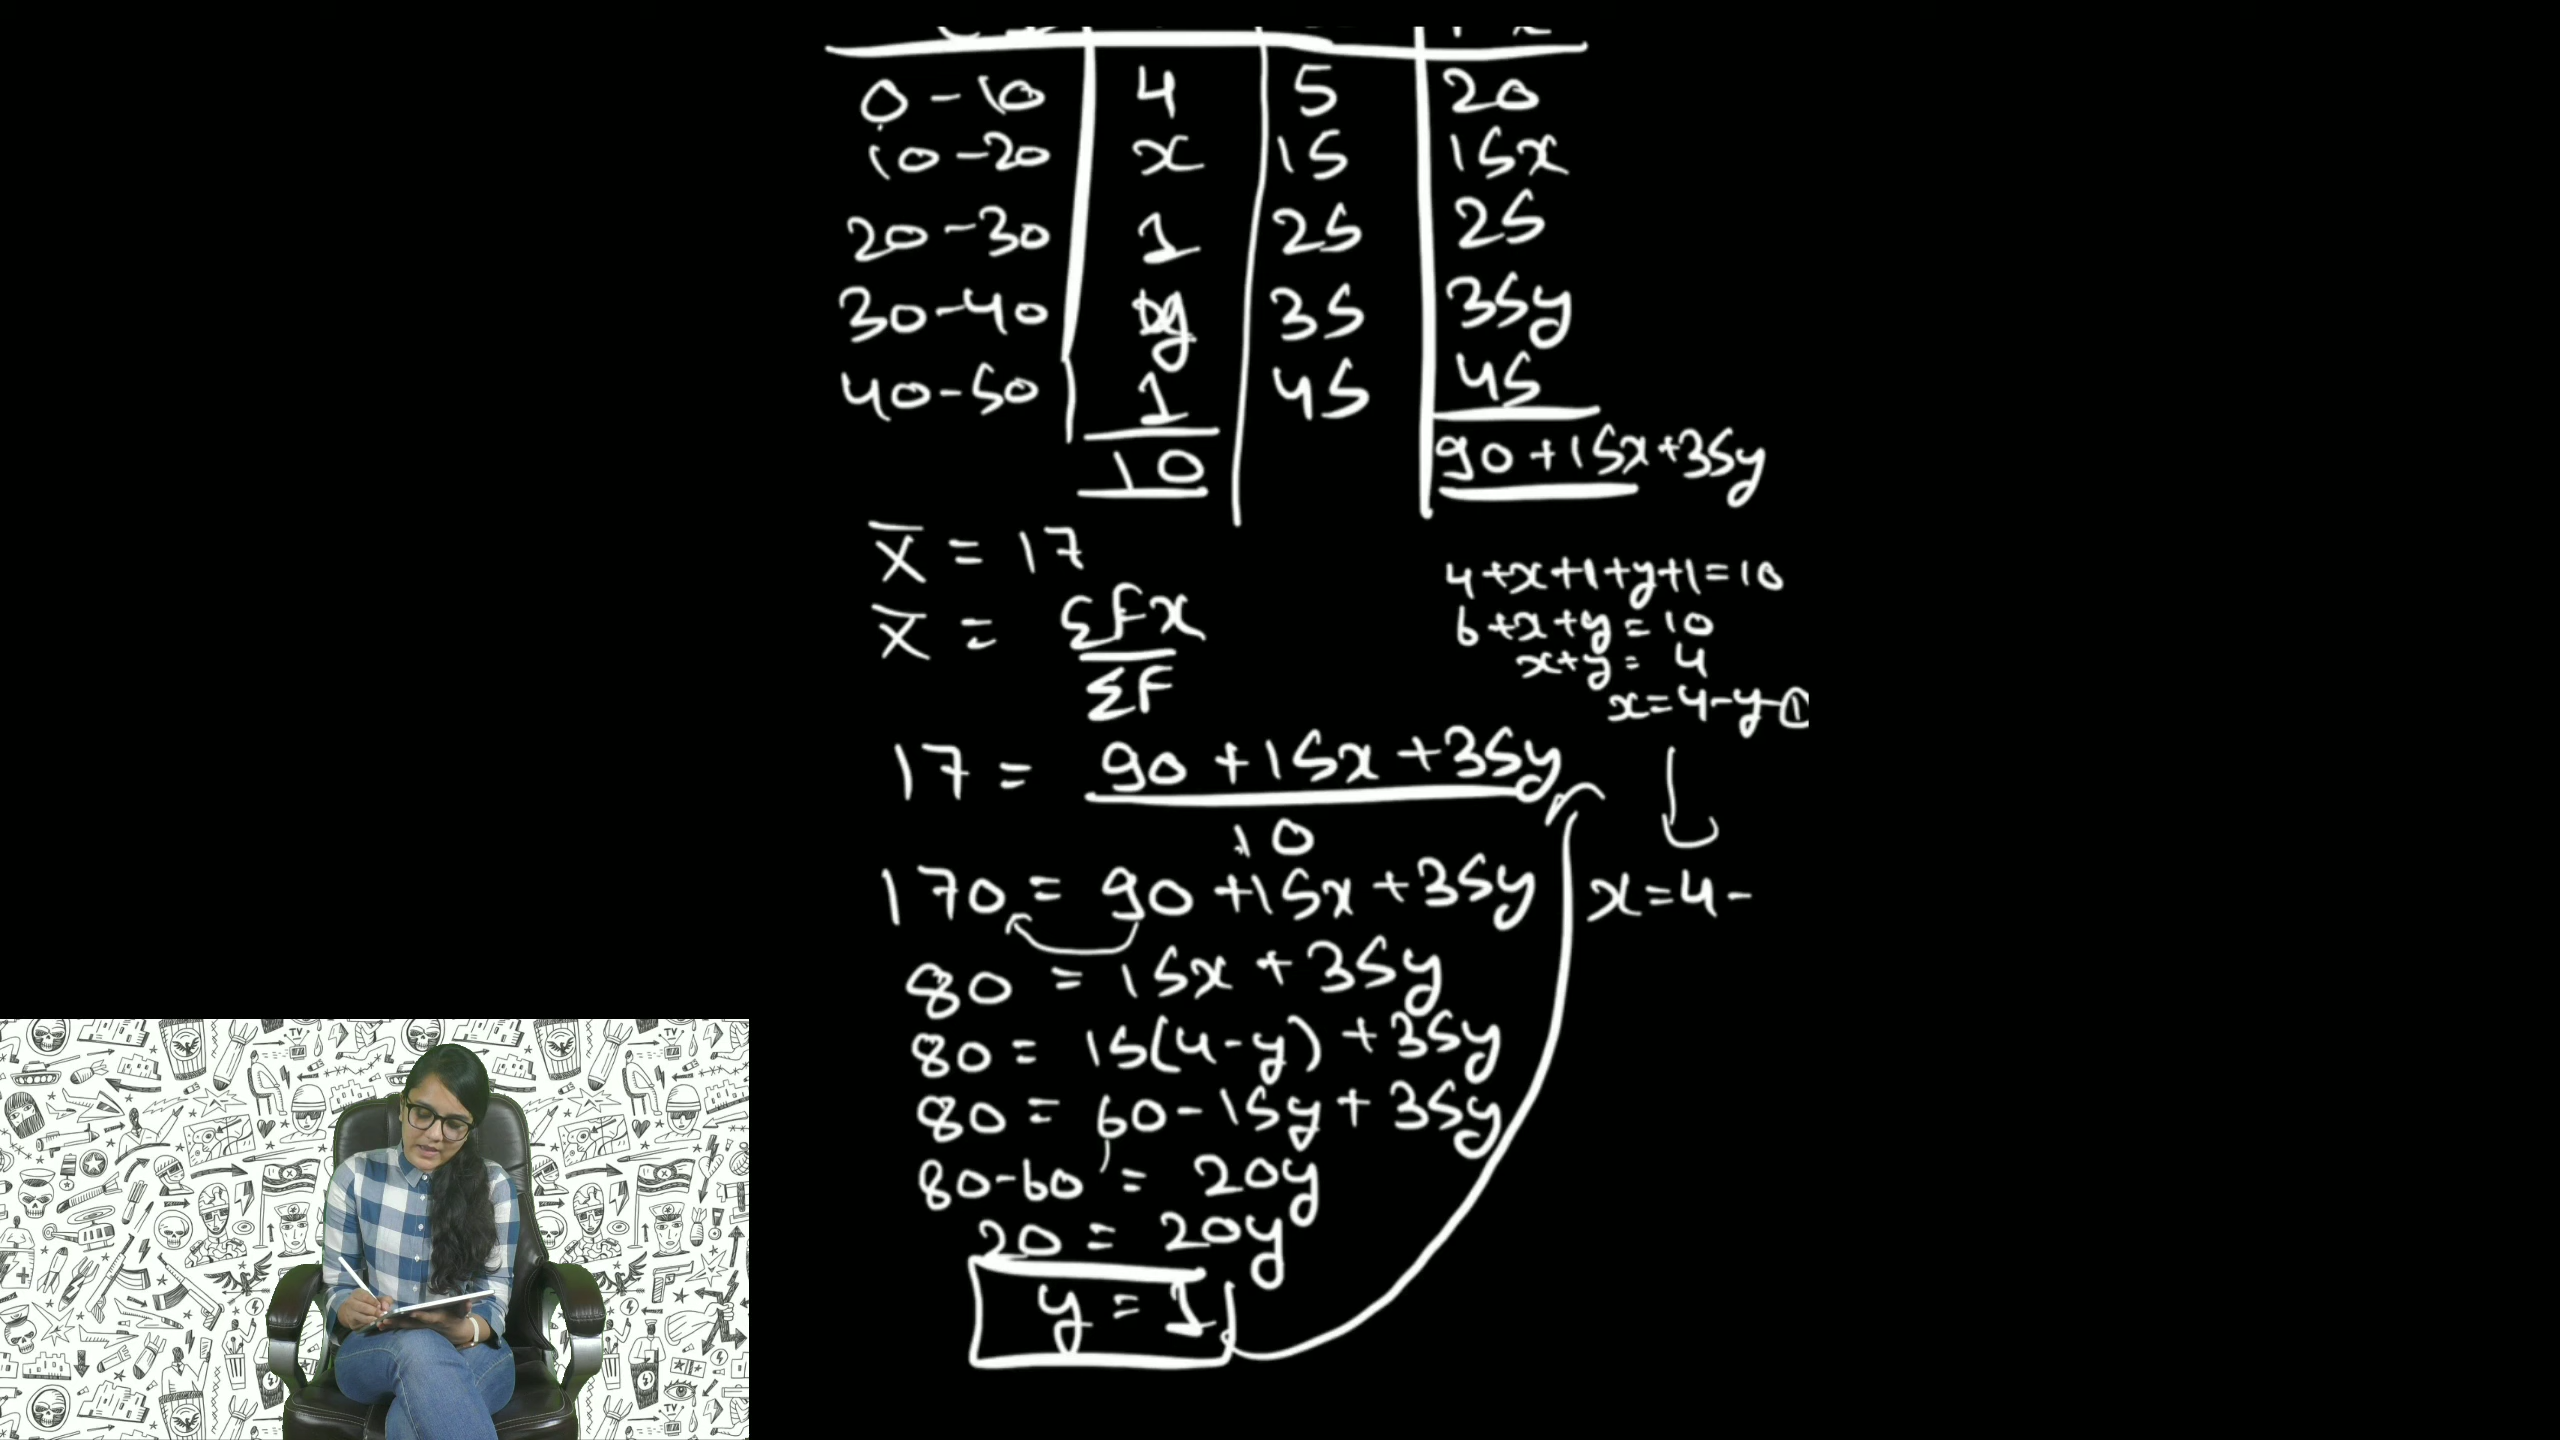 0-10 4 5 20
10-20 x 15 15x
20-30 1 25 25
30-40 y 35 35y
40-50 1 45 45
10 90+15x+35y
x̄ = 17
x̄ = Σfx / Σf
4+x+1+y+1=10
6+x+y=10
x+y= 4
x=4-y-①
17 = 90+15x+35y / 10
170 = 90+15x+35y
x=4-
80 = 15x+35y
80 = 15(4-y)+35y
80 = 60-15y+35y
80-60 = 20y
20 = 20y
y = 1